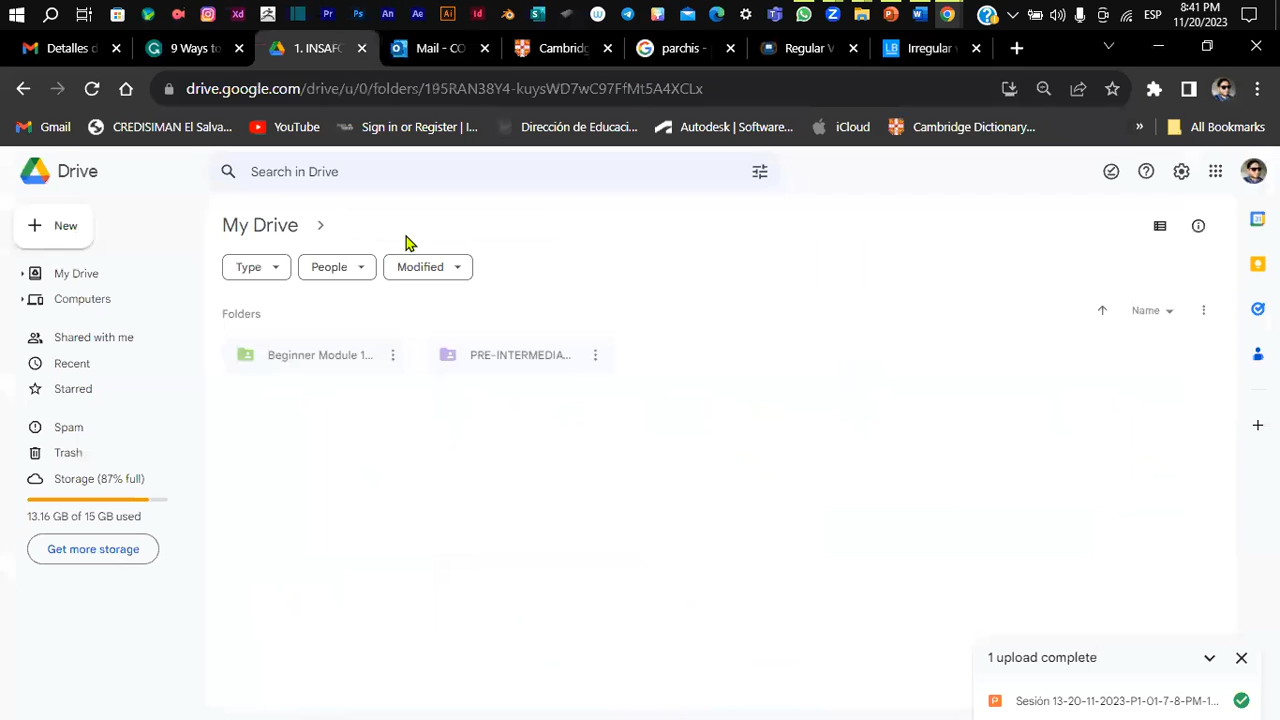 8:41 PM
ESP
11/20/2023
Detalles d
9 Ways to
1. INSAFO
Mail - CO
Cambridg
parchis -
Regular V
Irregular v
drive.google.com/drive/u/0/folders/195RAN38Y4-kuysWD7wC97FfMt5A4XCLx
Gmail
CREDISIMAN El Salva...
YouTube
Sign in or Register | I...
Dirección de Educaci...
Autodesk | Software...
iCloud
Cambridge Dictionary...
»
All Bookmarks
Drive
Search in Drive
New
My Drive
Type
People
Modified
My Drive
Computers
Shared with me
Recent
Starred
Spam
Trash
Storage (87% full)
13.16 GB of 15 GB used
Get more storage
Folders
Name
Beginner Module 1...
PRE-INTERMEDIA...
1 upload complete
Sesión 13-20-11-2023-P1-01-7-8-PM-1...